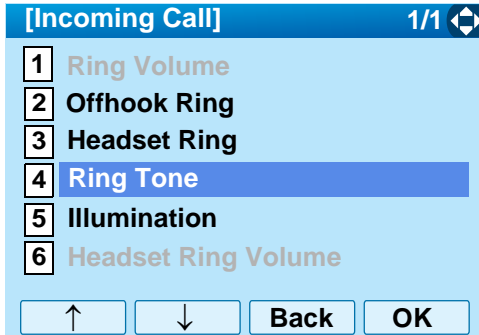 [Incoming Call] 1/1
1 Ring Volume
2 Offhook Ring
3 Headset Ring
4 Ring Tone
5 Illumination
6 Headset Ring Volume
↑ ↓ Back OK